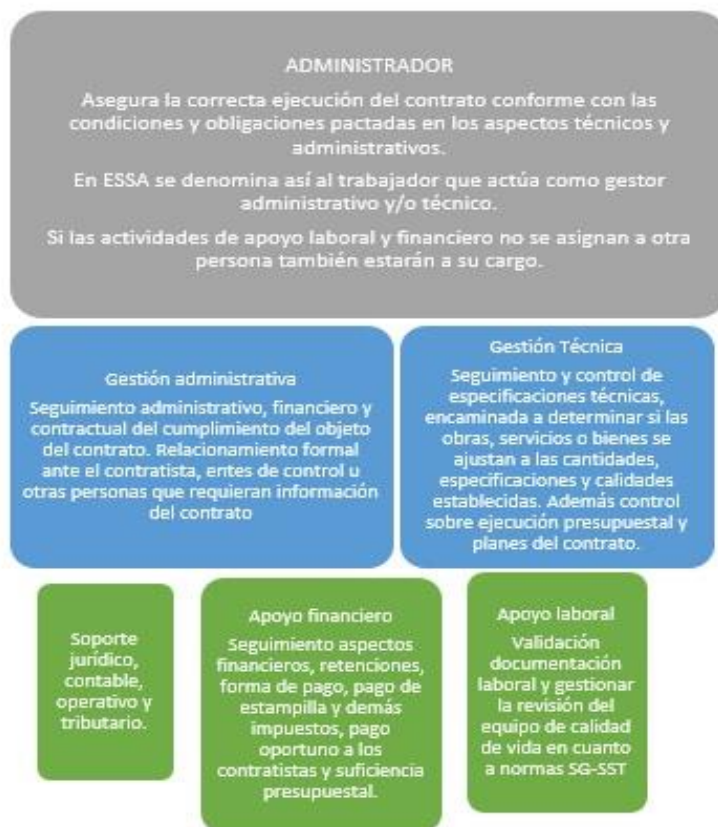 ADMINISTRADOR
Asegura la correcta ejecución del contrato conforme con las
condiciones y obligaciones pactadas en los aspectos técnicos y
administrativos.
En ESSA se denomina así al trabajador que actúa como gestor
administrativo y/o técnico.
Si las actividades de apoyo laboral y financiero no se asignan a otra
persona también estarán a su cargo.
Gestión administrativa
Seguimiento administrativo, financiero y
contractual del cumplimiento del objeto
del contrato. Relacionamiento formal
ante el contratista, entes de control u
otras personas que requieran información
del contrato
Gestión Técnica
Seguimiento y control de
especificaciones técnicas,
encaminada a determinar si las
obras, servicios o bienes se
ajustan a las cantidades,
especificaciones y calidades
establecidas. Además control
sobre ejecución presupuestal y
planes del contrato.
Soporte
jurídico,
contable,
operativo y
tributario.
Apoyo financiero
Seguimiento aspectos
financieros, retenciones,
forma de pago, pago de
estampilla y demás
impuestos, pago
oportuno a los
contratistas y suficiencia
presupuestal.
Apoyo laboral
Validación
documentación
laboral y gestionar
la revisión del
equipo de calidad
de vida en cuanto
a normas SG-SST